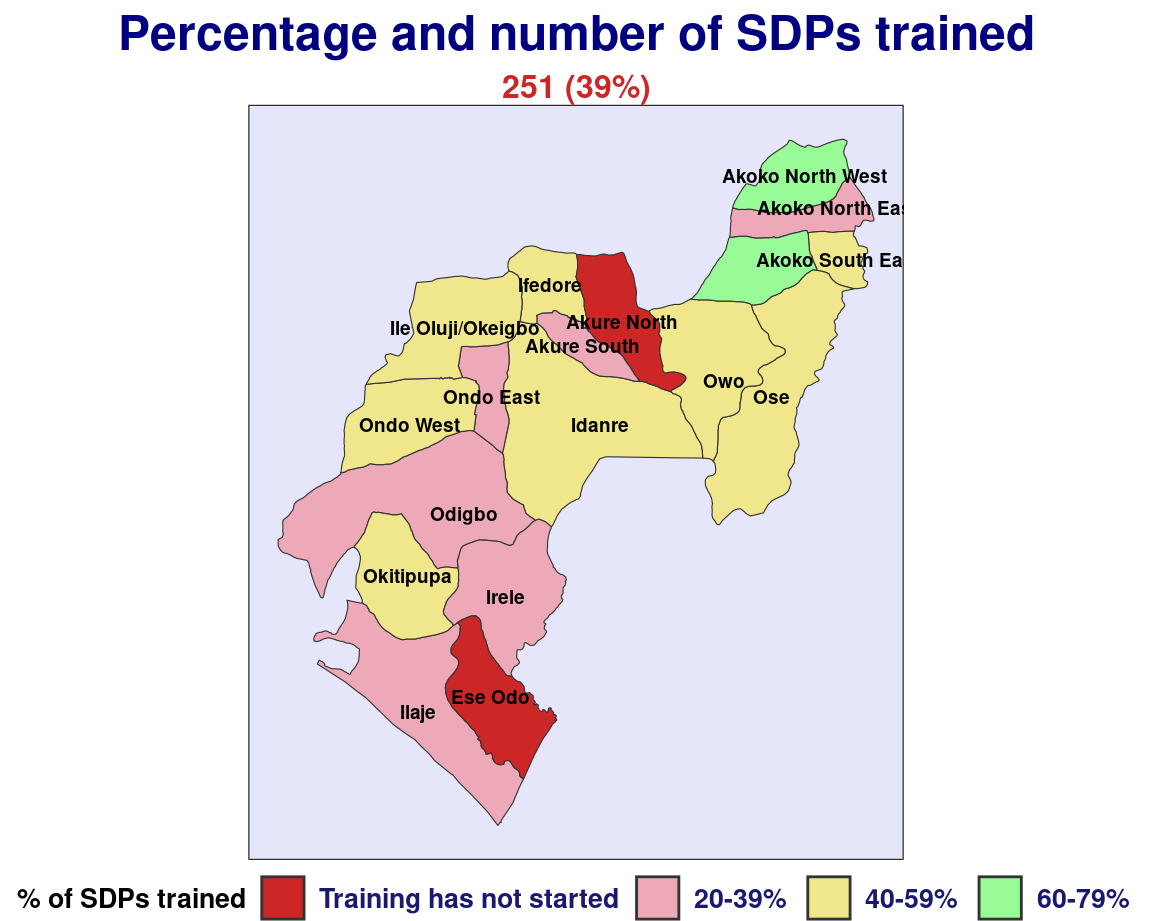 Percentage and number of SDPs trained
251 (39%)
Akoko North West
Akoko North Eas
Akoko South Ea
Ifedore
Akure North
Ile Oluji/Okeigbo
Akure South
Owo
Ondo East
Ose
Ondo West
Idanre
Odigbo
Okitipupa
Irele
Ese Odo
Ilaje
% of SDPs trained Training has not started 20-39% 40-59% 60-79%